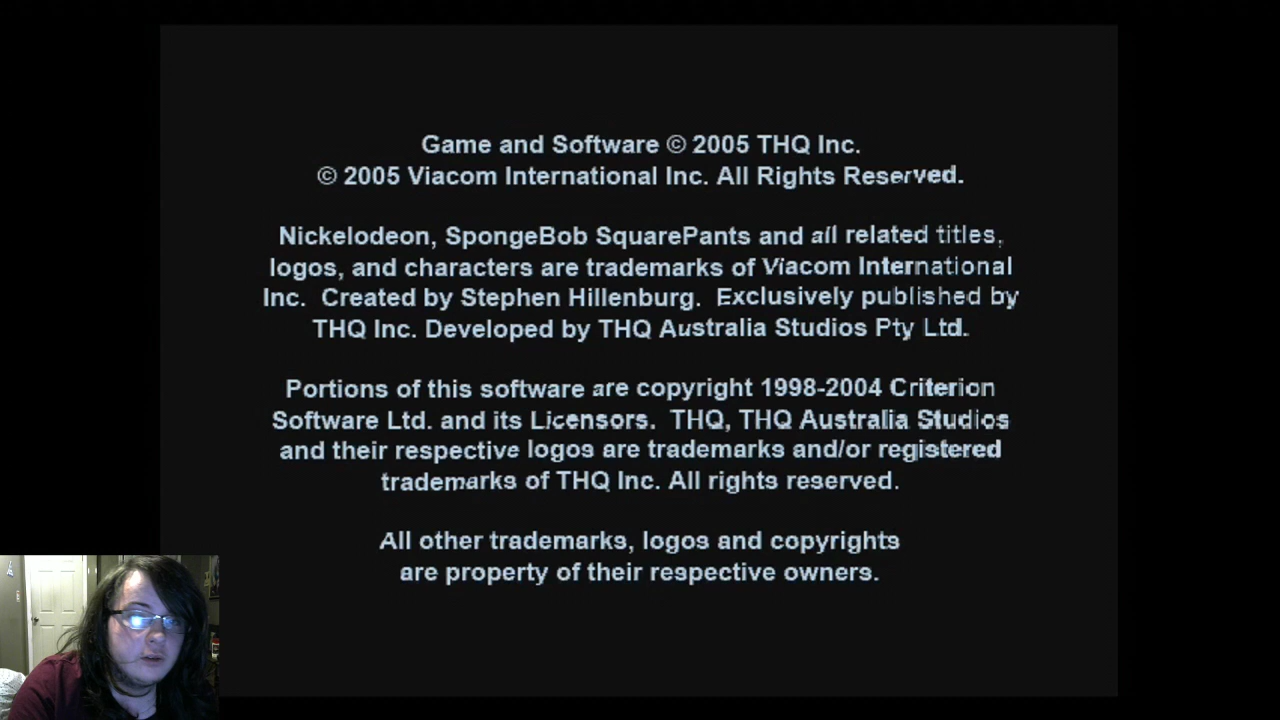 Game and Software © 2005 THQ Inc.
© 2005 Viacom International Inc. All Rights Reserved.
Nickelodeon, SpongeBob SquarePants and all related titles,
logos, and characters are trademarks of Viacom International
Inc. Created by Stephen Hillenburg. Exclusively published by
THQ Inc. Developed by THQ Australia Studios Pty Ltd.
Portions of this software are copyright 1998-2004 Criterion
Software Ltd. and its Licensors. THQ, THQ Australia Studios
and their respective logos are trademarks and/or registered
trademarks of THQ Inc. All rights reserved.
All other trademarks, logos and copyrights
are property of their respective owners.